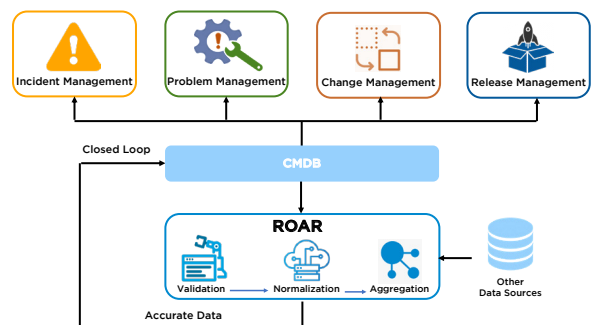 Incident Management
Problem Management
Change Management
Release Management
Closed Loop
CMDB
ROAR
Validation
Normalization
Aggregation
Other
Data Sources
Accurate Data